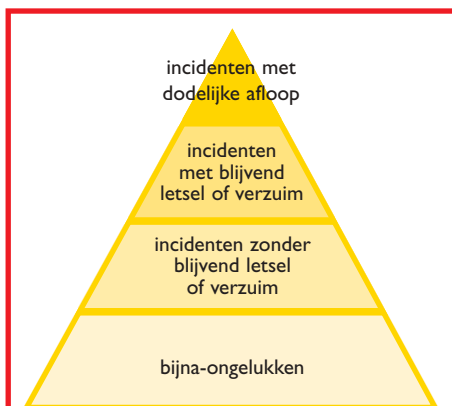 incidenten met
dodelijke afloop
incidenten
met blijvend
letsel of verzuim
incidenten zonder
blijvend letsel
of verzuim
bijna-ongelukken